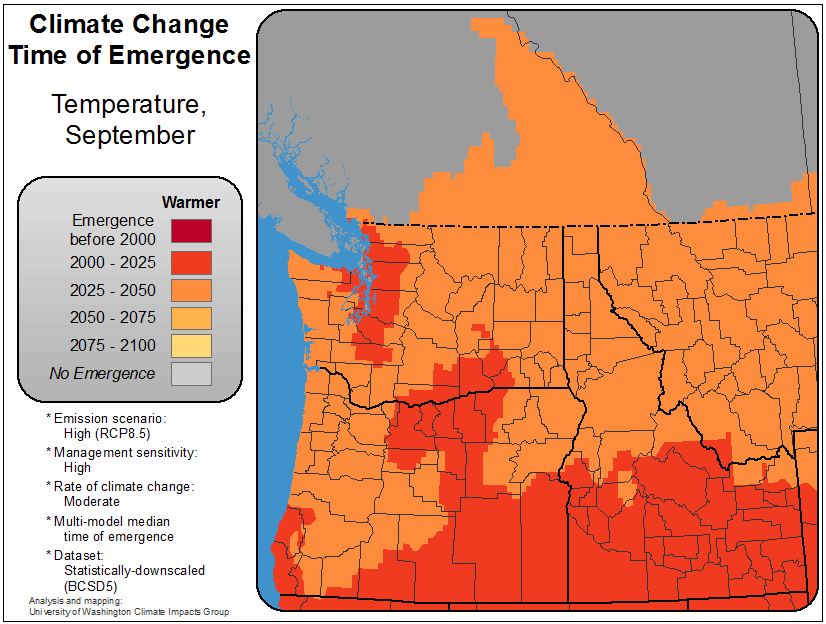 Climate Change
Time of Emergence
Temperature,
September
Warmer
Emergence
before 2000
2000 - 2025
2025 - 2050
2050 - 2075
2075 - 2100
No Emergence
* Emission scenario:
High (RCP8.5)
* Management sensitivity:
High
* Rate of climate change:
Moderate
* Multi-model median
time of emergence
* Dataset:
Statistically-downscaled
(BCSD5)
Analysis and mapping:
University of Washington Climate Impacts Group